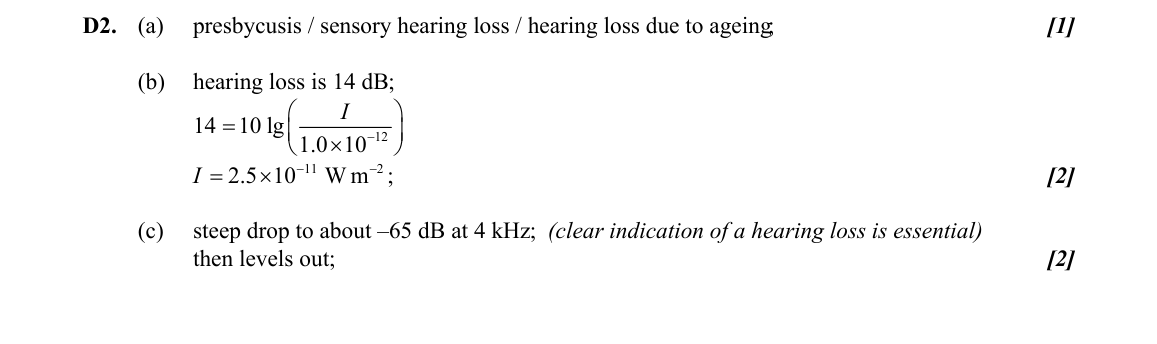 D2. (a) presbycusis / sensory hearing loss / hearing loss due to ageing [1]
(b) hearing loss is 14 dB;
14 = 10 lg(I / 1.0×10⁻¹²)
I = 2.5×10⁻¹¹ W m⁻²; [2]
(c) steep drop to about –65 dB at 4 kHz; (clear indication of a hearing loss is essential)
then levels out; [2]